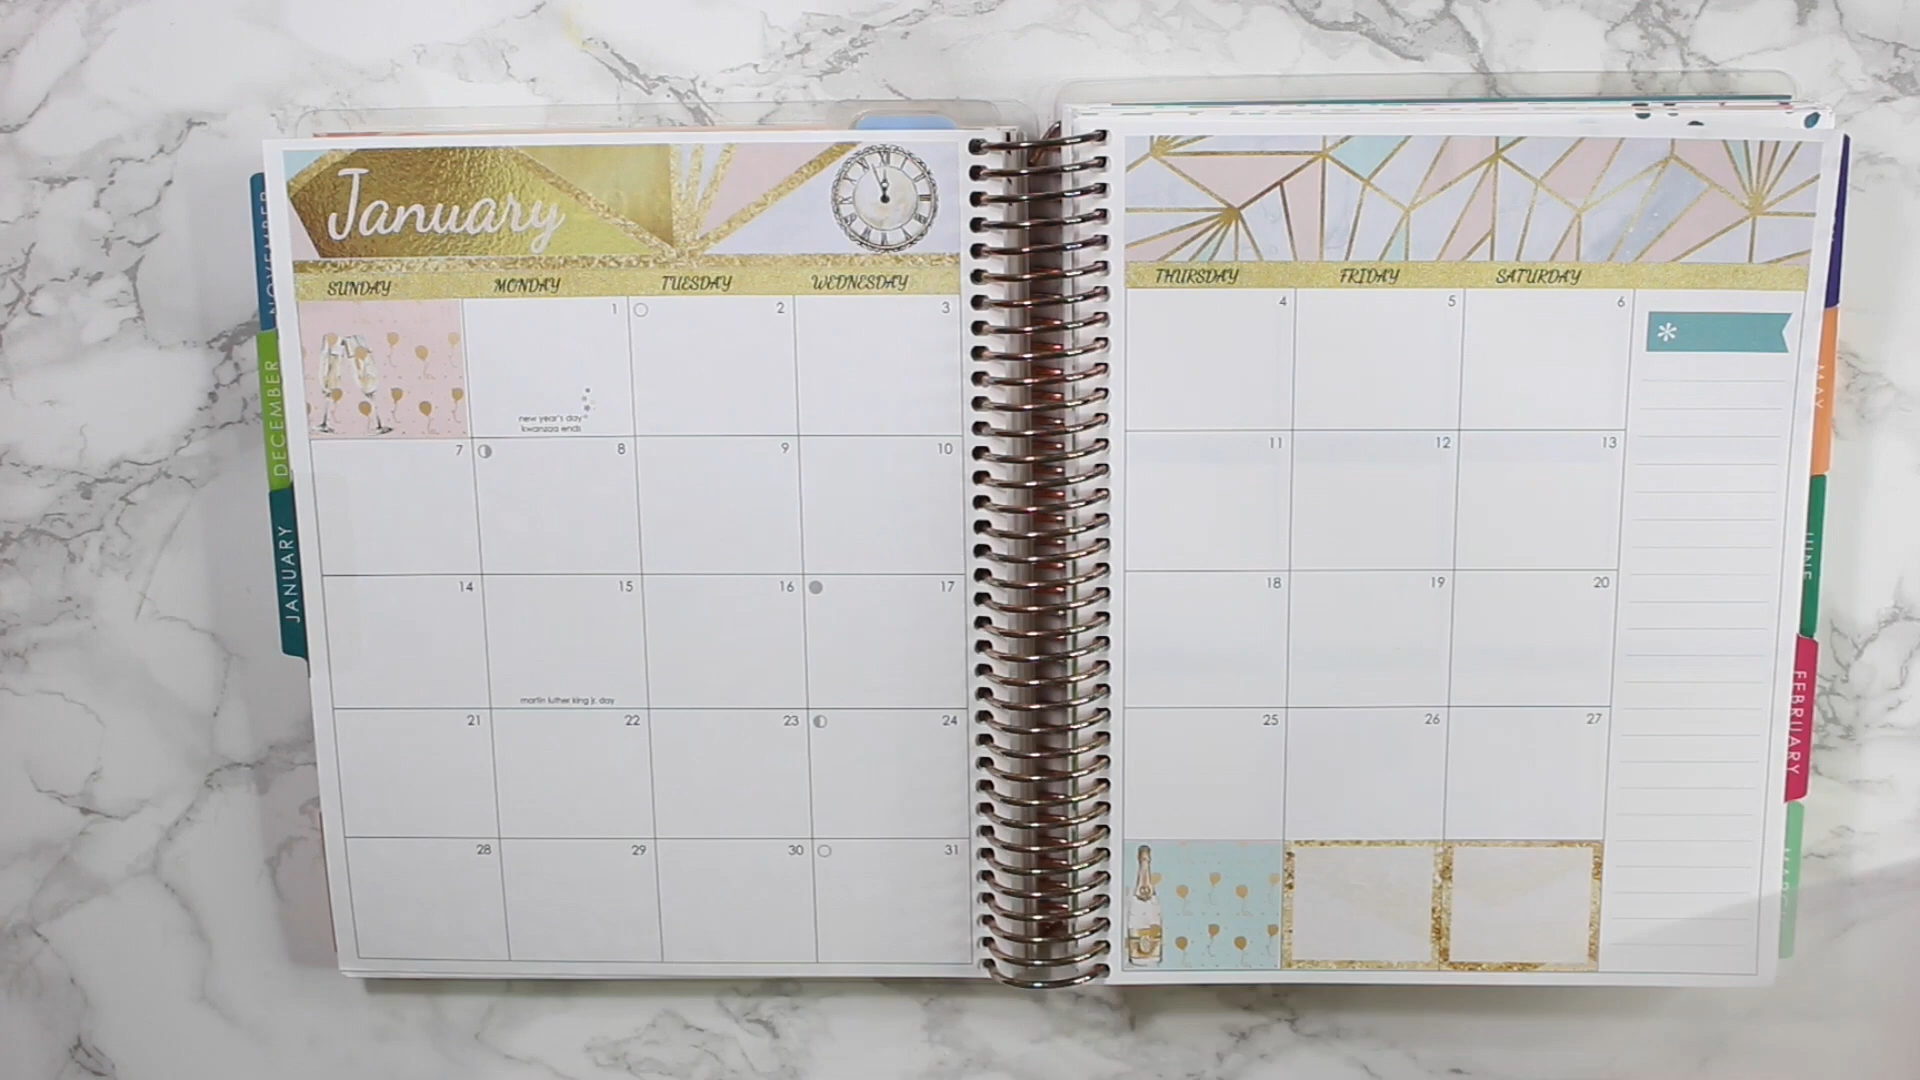 January
SUNDAY MONDAY TUESDAY WEDNESDAY THURSDAY FRIDAY SATURDAY
1 2 3 4 5 6
new year's day
kwanzaa ends
7 8 9 10 11 12 13
14 15 16 17 18 19 20
martin luther king jr. day
21 22 23 24 25 26 27
28 29 30 31
NOVEMBER
DECEMBER
JANUARY
MAY
JUNE
FEBRUARY
MARCH